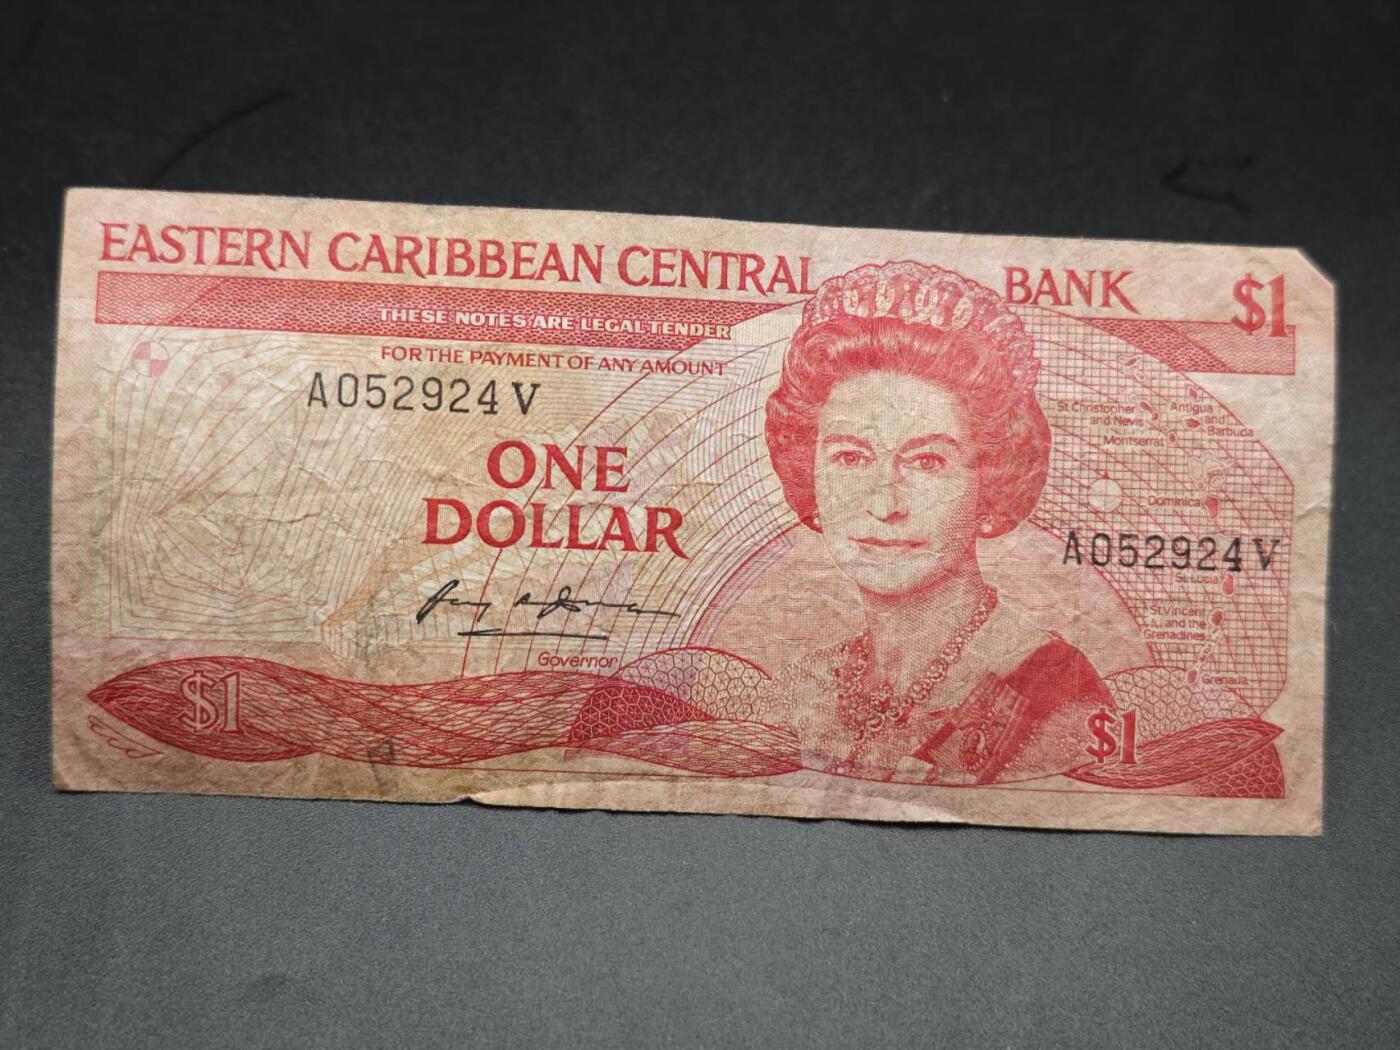 EASTERN CARIBBEAN CENTRAL BANK
$1
THESE NOTES ARE LEGAL TENDER
FOR THE PAYMENT OF ANY AMOUNT
A052924V
ONE
DOLLAR
Governor
$1
St. Christopher
and Nevis
Antigua
and
Barbuda
Montserrat
Dominica
A052924V
St. Lucia
St. Vincent
and the
Grenadines
Grenada
$1